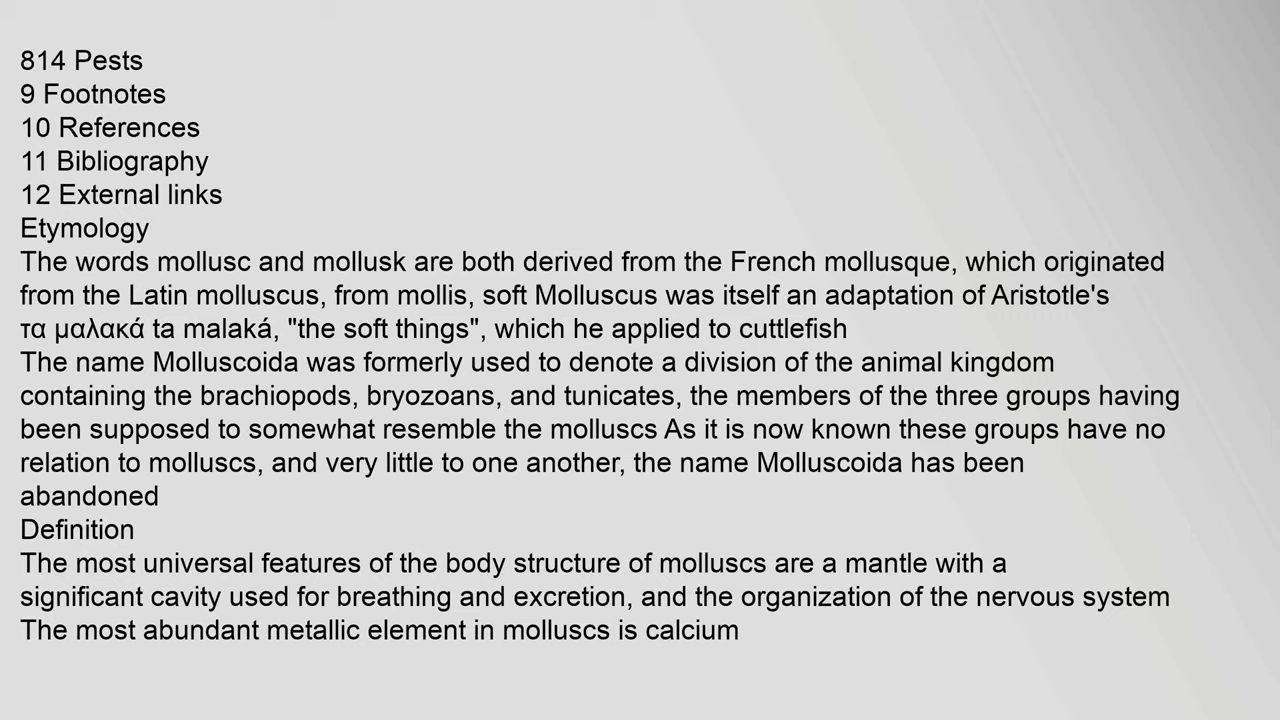 814 Pests
9 Footnotes
10 References
11 Bibliography
12 External links
Etymology
The words mollusc and mollusk are both derived from the French mollusque, which originated
from the Latin molluscus, from mollis, soft Molluscus was itself an adaptation of Aristotle's
τα μαλακά ta malaká, "the soft things", which he applied to cuttlefish
The name Molluscoida was formerly used to denote a division of the animal kingdom
containing the brachiopods, bryozoans, and tunicates, the members of the three groups having
been supposed to somewhat resemble the molluscs As it is now known these groups have no
relation to molluscs, and very little to one another, the name Molluscoida has been
abandoned
Definition
The most universal features of the body structure of molluscs are a mantle with a
significant cavity used for breathing and excretion, and the organization of the nervous system
The most abundant metallic element in molluscs is calcium